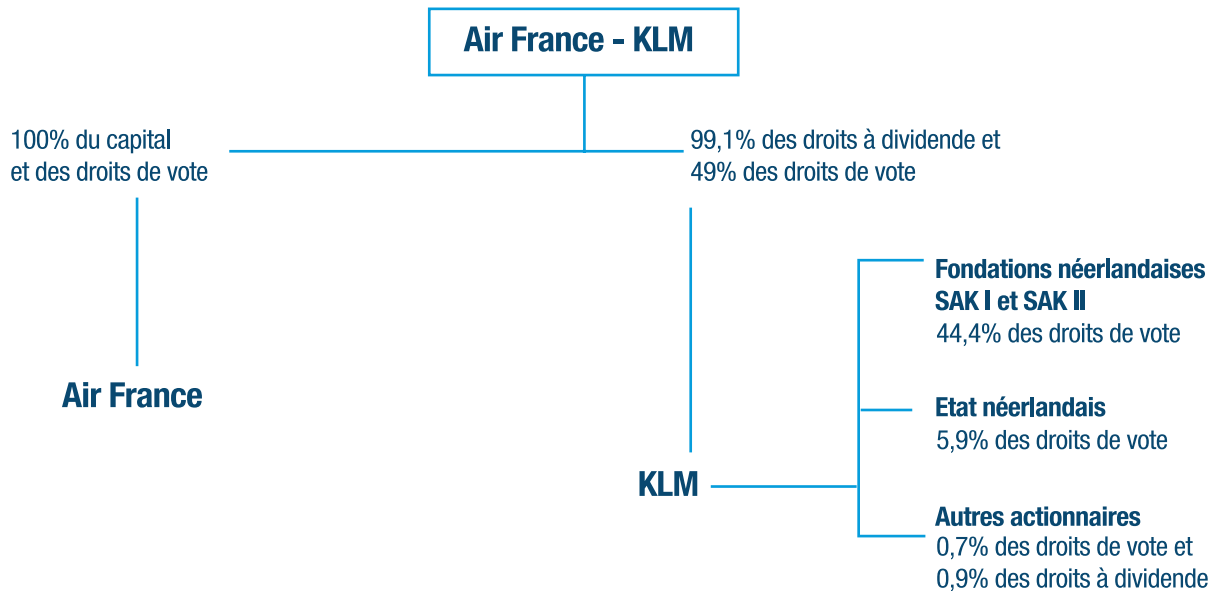 Air France - KLM
100% du capital
et des droits de vote
99,1% des droits à dividende et
49% des droits de vote
Air France
KLM
Fondations néerlandaises
SAK I et SAK II
44,4% des droits de vote
Etat néerlandais
5,9% des droits de vote
Autres actionnaires
0,7% des droits de vote et
0,9% des droits à dividende